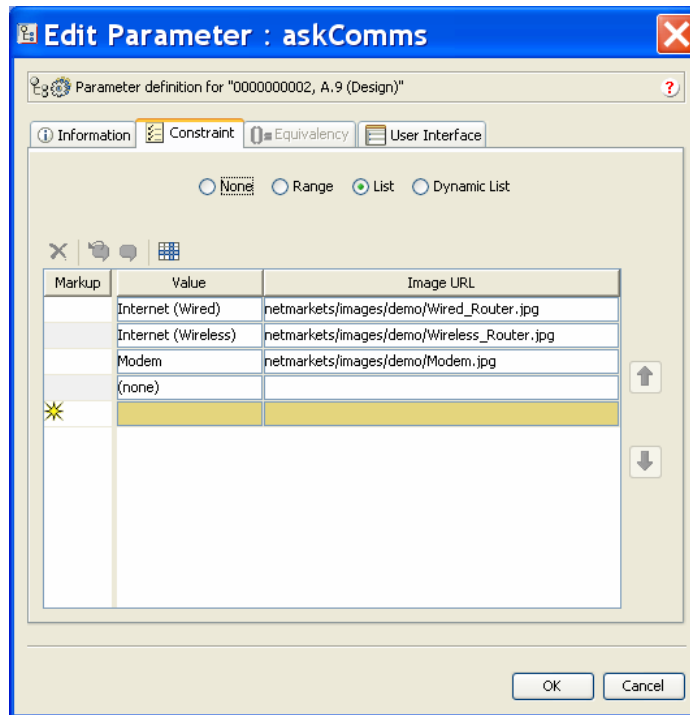 Edit Parameter : askComms
Parameter definition for "0000000002, A.9 (Design)"
Information Constraint Equivalency User Interface
None Range List Dynamic List
Markup Value Image URL
Internet (Wired) netmarkets/images/demo/Wired_Router.jpg
Internet (Wireless) netmarkets/images/demo/Wireless_Router.jpg
Modem netmarkets/images/demo/Modem.jpg
(none)
OK Cancel